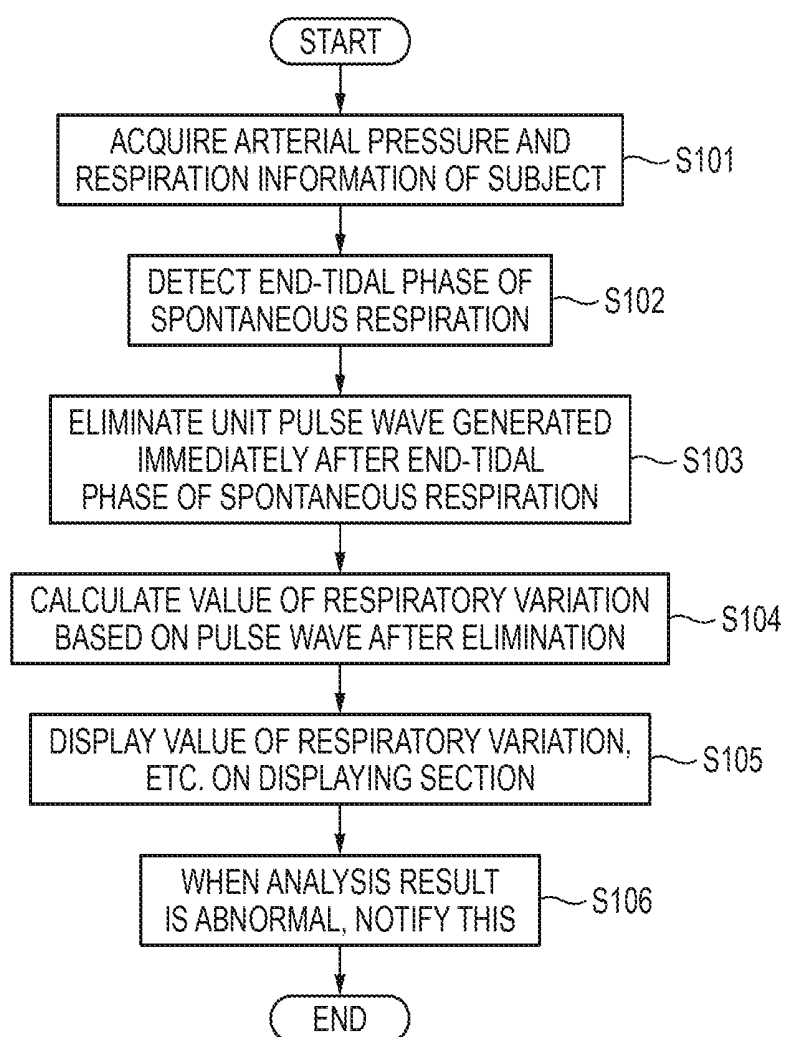 START
ACQUIRE ARTERIAL PRESSURE AND
RESPIRATION INFORMATION OF SUBJECT
S101
DETECT END-TIDAL PHASE OF
SPONTANEOUS RESPIRATION
S102
ELIMINATE UNIT PULSE WAVE GENERATED
IMMEDIATELY AFTER END-TIDAL
PHASE OF SPONTANEOUS RESPIRATION
S103
CALCULATE VALUE OF RESPIRATORY VARIATION
BASED ON PULSE WAVE AFTER ELIMINATION
S104
DISPLAY VALUE OF RESPIRATORY VARIATION,
ETC. ON DISPLAYING SECTION
S105
WHEN ANALYSIS RESULT
IS ABNORMAL, NOTIFY THIS
S106
END